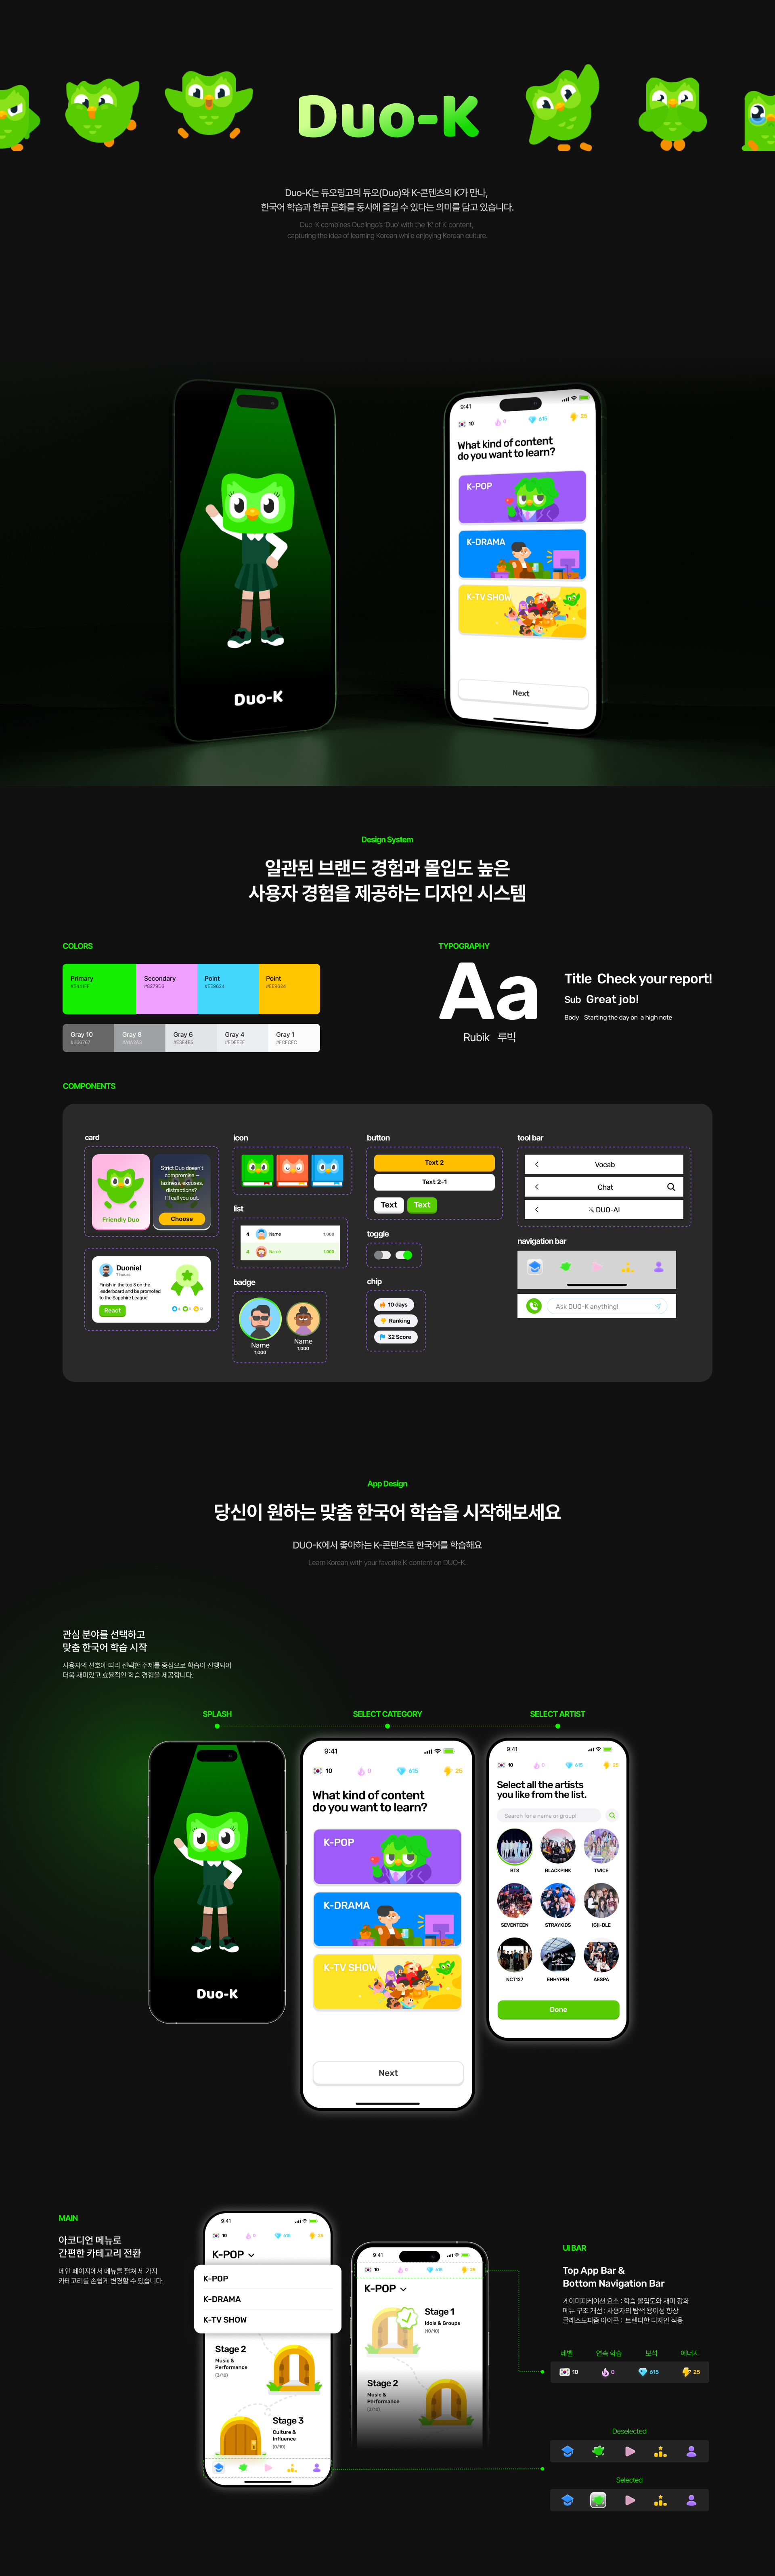 Duo-K
Duo-K는 듀오링고의 듀오(Duo)와 K-콘텐츠의 K가 만나,
한국어 학습과 한류 문화를 동시에 즐길 수 있다는 의미를 담고 있습니다.
Duo-K combines Duolingo's 'Duo' with the 'K' of K-content,
capturing the idea of learning Korean while enjoying Korean culture.
Duo-K
9:41
10
0
615
25
What kind of content
do you want to learn?
K-POP
K-DRAMA
K-TV SHOW
Next
Design System
일관된 브랜드 경험과 몰입도 높은
사용자 경험을 제공하는 디자인 시스템
COLORS
Primary
Secondary
Point
Point
Gray 10
Gray 8
Gray 6
#E3E4E5
Gray 4
#EDEEEF
Gray 1
#FCFCFC
TYPOGRAPHY
Aa
Rubik 루빅
Title Check your report!
Sub Great job!
Body Starting the day on a high note
COMPONENTS
card
Friendly Duo
Strict Duo doesn't
compromise —
laziness, excuses,
distractions?
I'll call you out.
Choose
Duoniel
7 hours
Finish in the top 3 on the
leaderboard and be promoted
to the Sapphire League!
React
icon
list
4 Name 1,000
4 Name 1,000
badge
Name
1,000
Name
1,000
button
Text 2
Text 2-1
Text
Text
toggle
chip
10 days
Ranking
32 Score
tool bar
Vocab
Chat
DUO-AI
navigation bar
Ask DUO-K anything!
App Design
당신이 원하는 맞춤 한국어 학습을 시작해보세요
DUO-K에서 좋아하는 K-콘텐츠로 한국어를 학습해요
Learn Korean with your favorite K-content on DUO-K.
관심 분야를 선택하고
맞춤 한국어 학습 시작
사용자의 선호에 따라 선택한 주제를 중심으로 학습이 진행되어
더욱 재미있고 효율적인 학습 경험을 제공합니다.
SPLASH
SELECT CATEGORY
SELECT ARTIST
Duo-K
9:41
10
0
615
25
What kind of content
do you want to learn?
K-POP
K-DRAMA
K-TV SHOW
Next
9:41
10
0
615
25
Select all the artists
you like from the list.
Search for a name or group!
BTS
BLACKPINK
TWICE
SEVENTEEN
STRAYKIDS
(G)I-DLE
NCT127
ENHYPEN
AESPA
Done
MAIN
아코디언 메뉴로
간편한 카테고리 전환
메인 페이지에서 메뉴를 펼쳐 세 가지
카테고리를 손쉽게 변경할 수 있습니다.
9:41
10
0
615
25
K-POP
K-POP
K-DRAMA
K-TV SHOW
Stage 2
Music &
Performance
(3/10)
Stage 3
Culture &
Influence
(0/10)
9:41
10
0
615
25
K-POP
Stage 1
Idols & Groups
(10/10)
Stage 2
Music &
Performance
(3/10)
UI BAR
Top App Bar &
Bottom Navigation Bar
게이미피케이션 요소 : 학습 몰입도와 재미 강화
메뉴 구조 개선 : 사용자의 탐색 용이성 향상
글래스모피즘 아이콘 : 트렌디한 디자인 적용
레벨
연속 학습
보석
에너지
10
0
615
25
Deselected
Selected